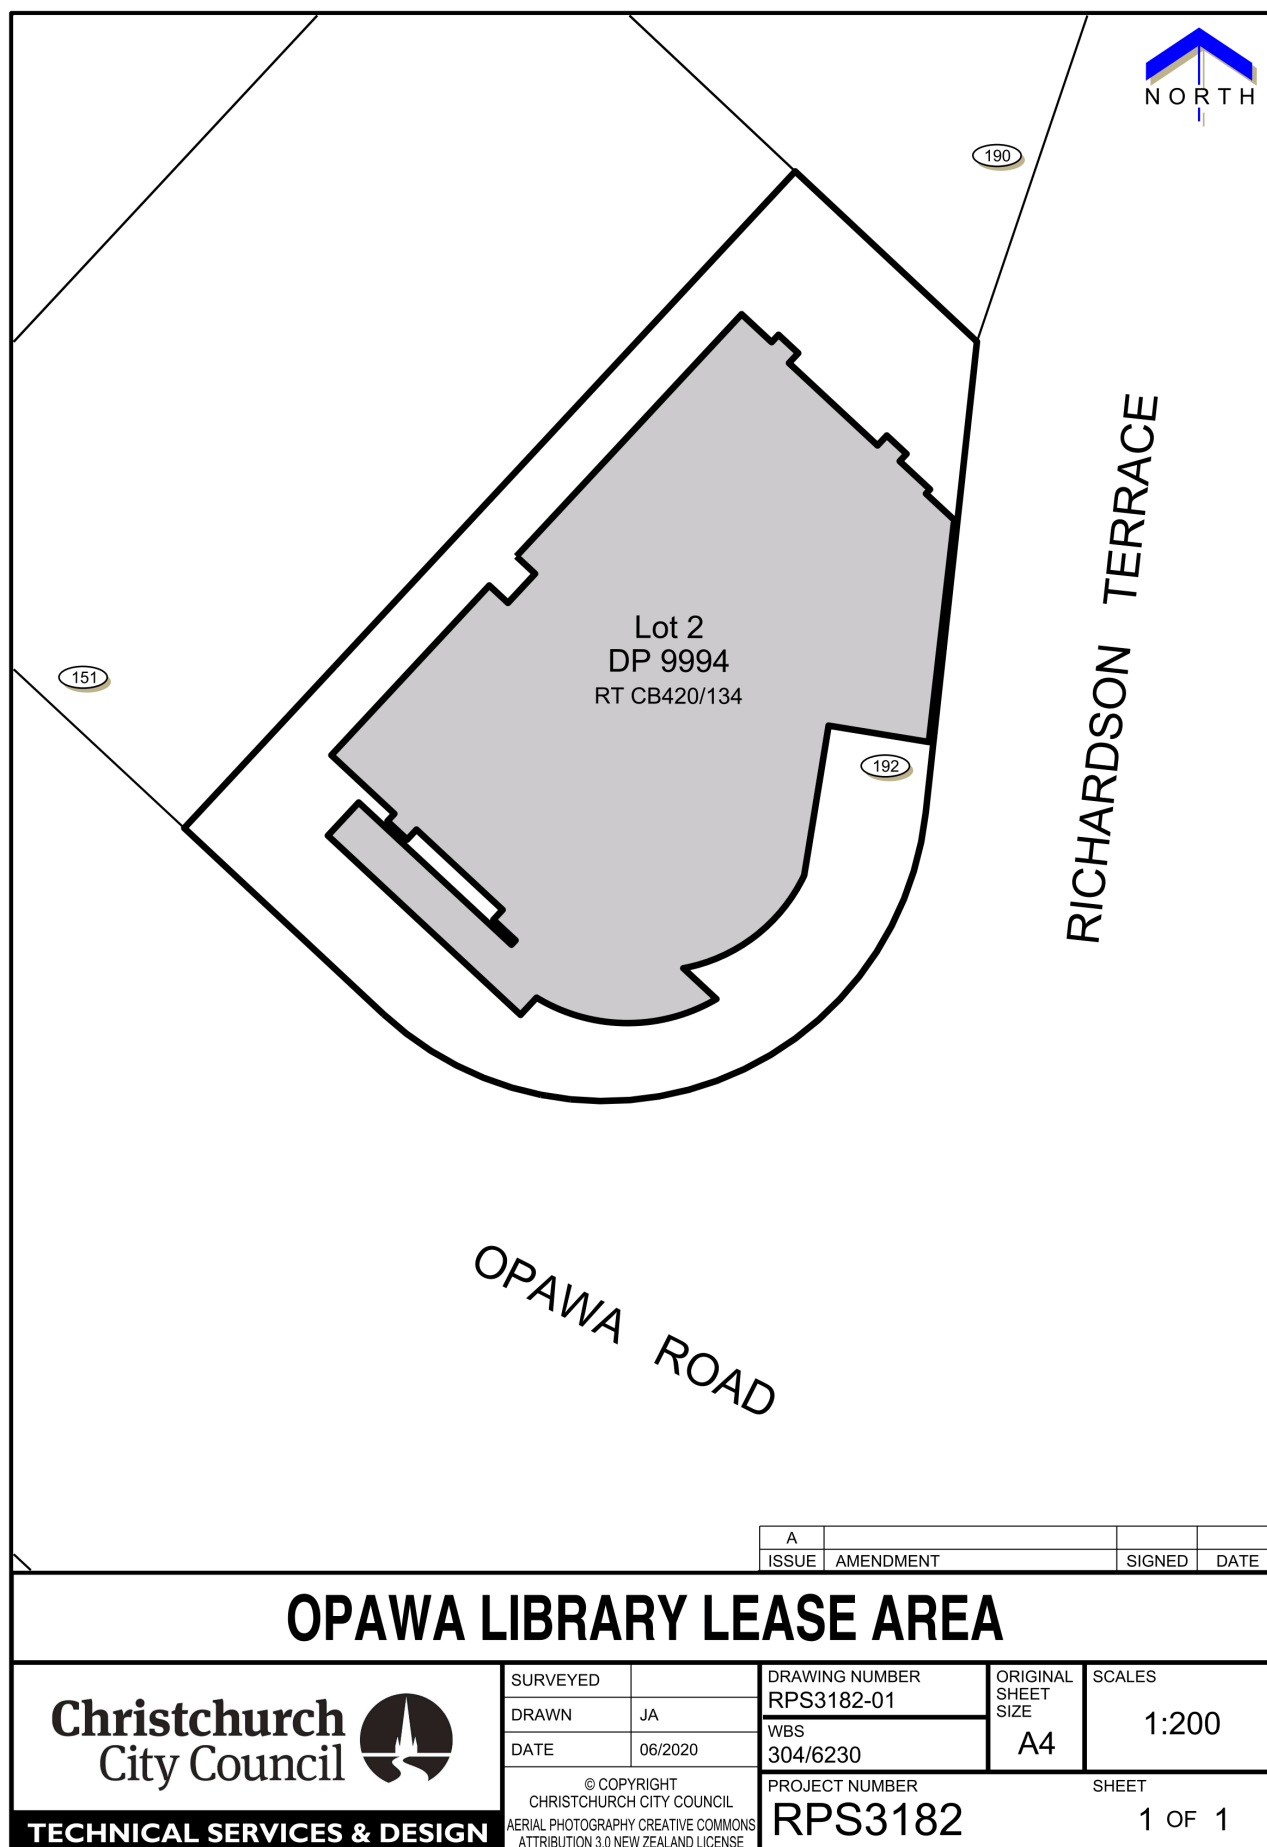 NORTH
190
RICHARDSON TERRACE
Lot 2
DP 9994
RT CB420/134
151
192
OPAWA ROAD
A
ISSUE AMENDMENT SIGNED DATE
OPAWA LIBRARY LEASE AREA
Christchurch
City Council
TECHNICAL SERVICES & DESIGN
SURVEYED
DRAWN JA
DATE 06/2020
© COPYRIGHT
CHRISTCHURCH CITY COUNCIL
AERIAL PHOTOGRAPHY CREATIVE COMMONS
ATTRIBUTION 3.0 NEW ZEALAND LICENSE
DRAWING NUMBER
RPS3182-01
WBS
304/6230
ORIGINAL
SHEET
SIZE
A4
SCALES
1:200
PROJECT NUMBER
RPS3182
SHEET
1 OF 1